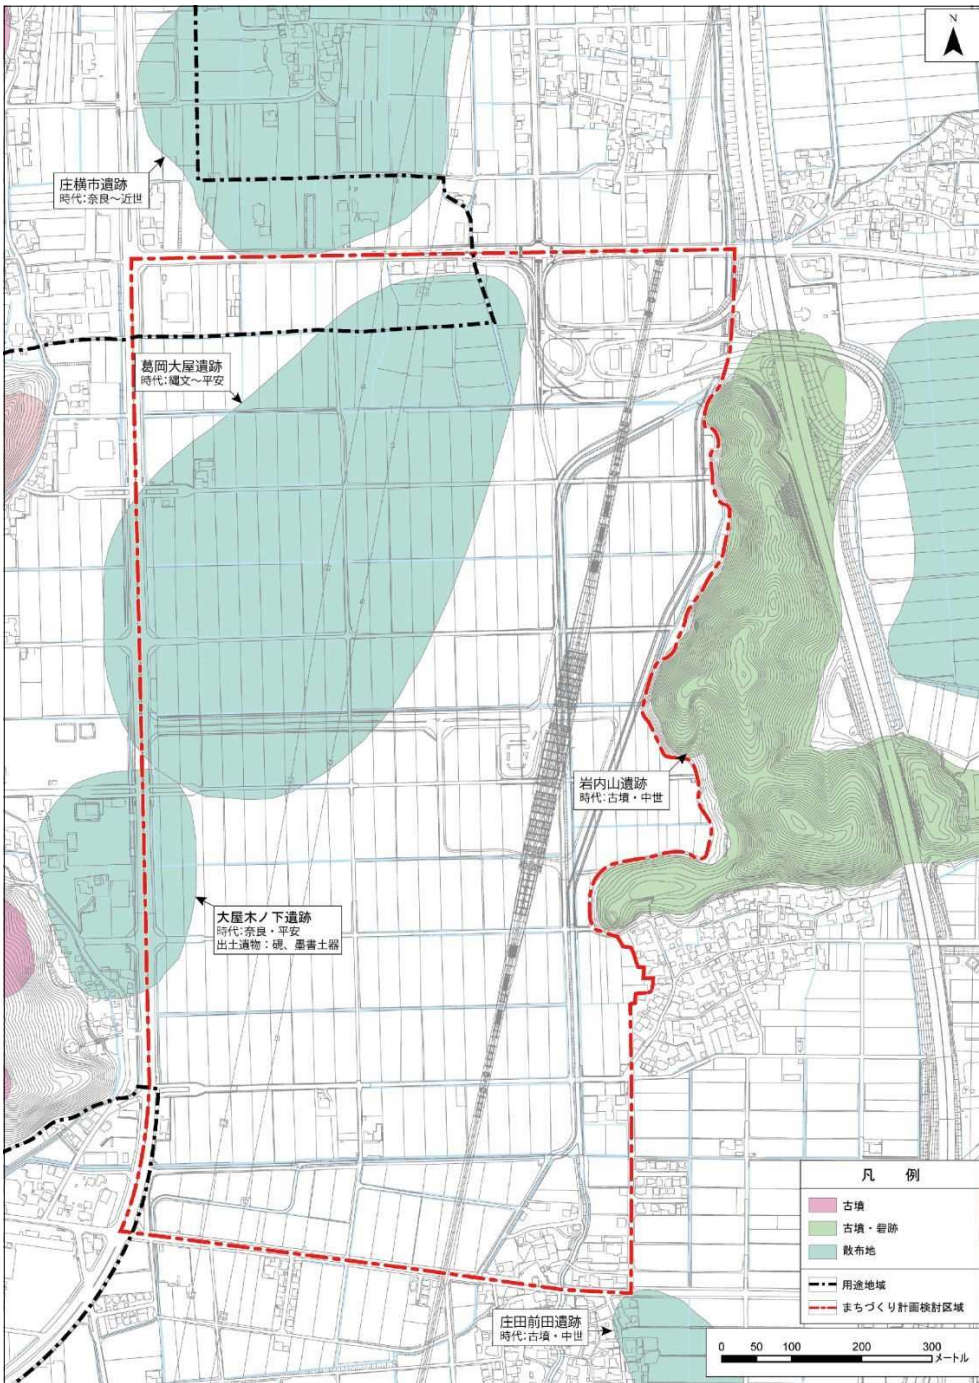 N
庄横市遺跡
時代:奈良～近世
葛岡大屋遺跡
時代:縄文～平安
岩内山遺跡
時代:古墳・中世
大屋木ノ下遺跡
時代:奈良・平安
出土遺物：硯、墨書土器
庄田前田遺跡
時代:古墳・中世
凡 例
古墳
古墳・砦跡
散布地
用途地域
まちづくり計画検討区域
0 50 100 200 300
メートル